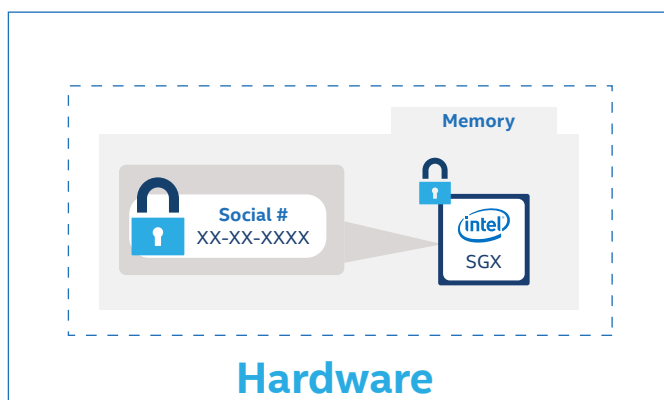 Memory
Social #
XX-XX-XXXX
intel
SGX
Hardware